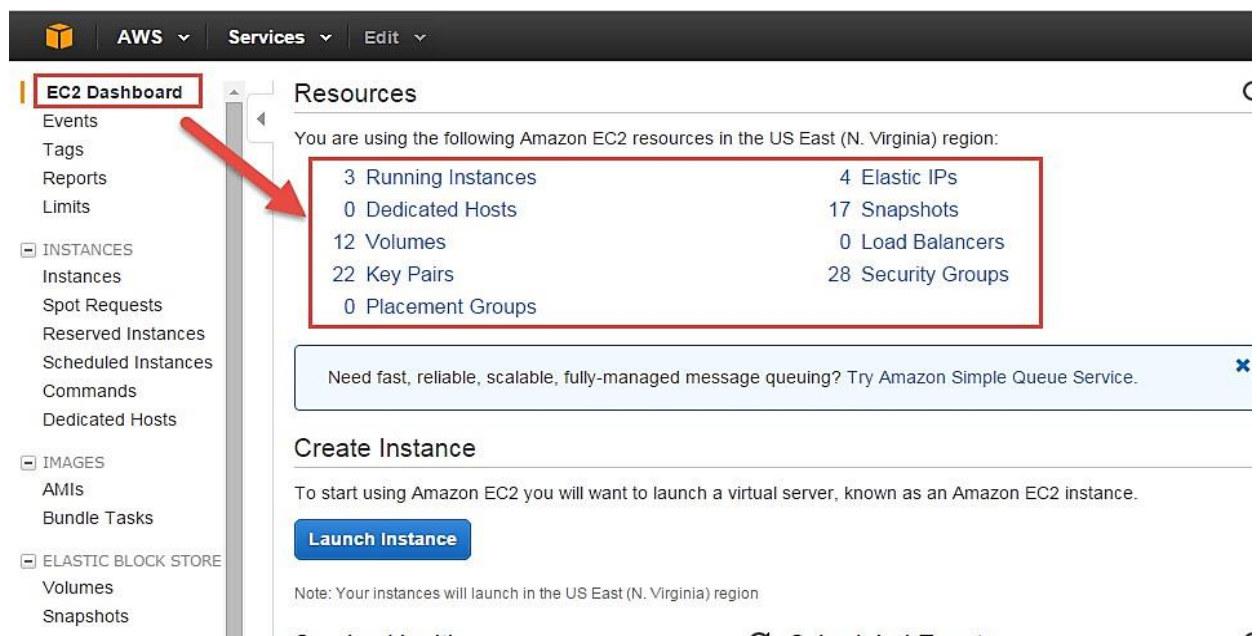 AWS Services Edit
EC2 Dashboard
Events
Tags
Reports
Limits
INSTANCES
Instances
Spot Requests
Reserved Instances
Scheduled Instances
Commands
Dedicated Hosts
IMAGES
AMIs
Bundle Tasks
ELASTIC BLOCK STORE
Volumes
Snapshots
Resources
You are using the following Amazon EC2 resources in the US East (N. Virginia) region:
3 Running Instances
0 Dedicated Hosts
12 Volumes
22 Key Pairs
0 Placement Groups
4 Elastic IPs
17 Snapshots
0 Load Balancers
28 Security Groups
Need fast, reliable, scalable, fully-managed message queuing? Try Amazon Simple Queue Service.
Create Instance
To start using Amazon EC2 you will want to launch a virtual server, known as an Amazon EC2 instance.
Launch Instance
Note: Your instances will launch in the US East (N. Virginia) region